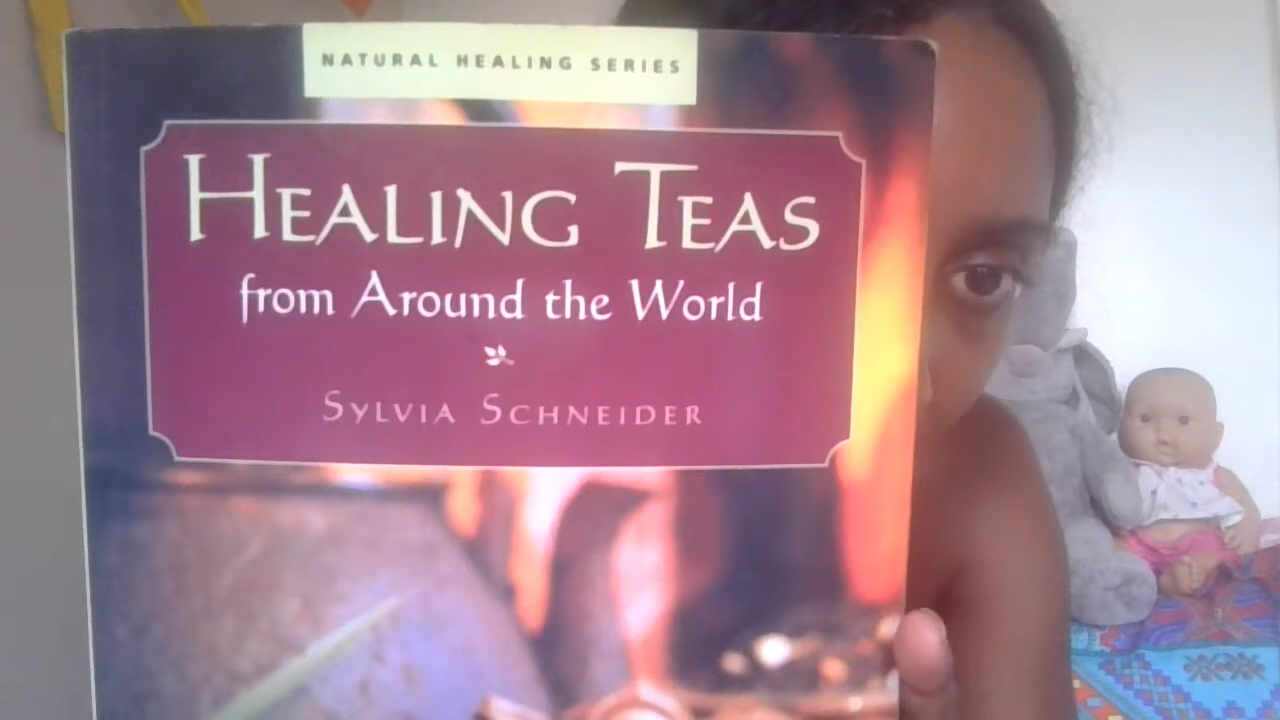 NATURAL HEALING SERIES
HEALING TEAS
from Around the World
SYLVIA SCHNEIDER